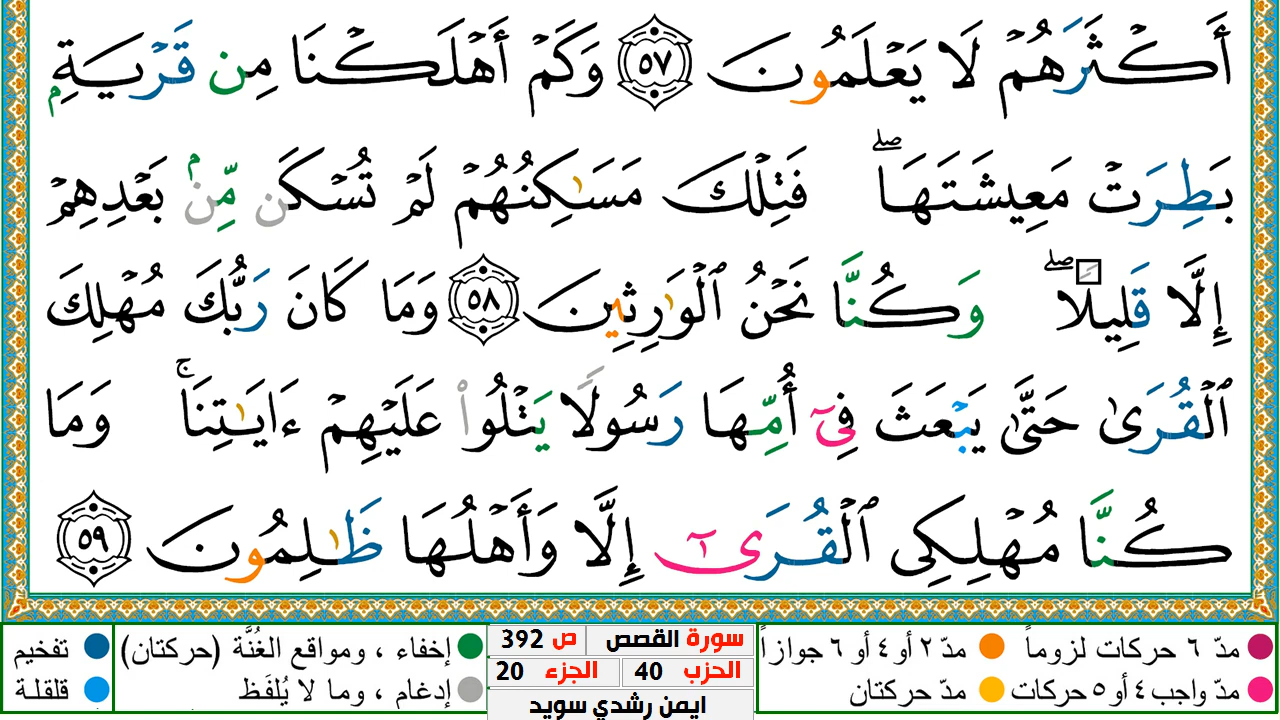 أَكْثَرَهُمْ لَا يَعْلَمُونَ ٥٧ وَكَمْ أَهْلَكْنَا مِن قَرْيَةٍۭ
بَطِرَتْ مَعِيشَتَهَا ۖ فَتِلْكَ مَسَٰكِنُهُمْ لَمْ تُسْكَن مِّنۢ بَعْدِهِمْ
إِلَّا قَلِيلًا ۖ وَكُنَّا نَحْنُ ٱلْوَٰرِثِينَ ٥٨ وَمَا كَانَ رَبُّكَ مُهْلِكَ
ٱلْقُرَىٰ حَتَّىٰ يَبْعَثَ فِىٓ أُمِّهَا رَسُولًا يَتْلُوا۟ عَلَيْهِمْ ءَايَٰتِنَا ۚ وَمَا
كُنَّا مُهْلِكِى ٱلْقُرَىٰٓ إِلَّا وَأَهْلُهَا ظَٰلِمُونَ ٥٩
مدّ ٦ حركات لزوماً مدّ ٢ أو ٤ أو ٦ جوازاً سورة القصص ص 392 إخفاء ، ومواقع الغُنَّة (حركتان) تفخيم
الحزب 40 الجزء 20
مدّ واجب ٤ أو ٥ حركات مدّ حركتان إدغام ، وما لا يُلفَظ قلقلة
ايمن رشدي سويد